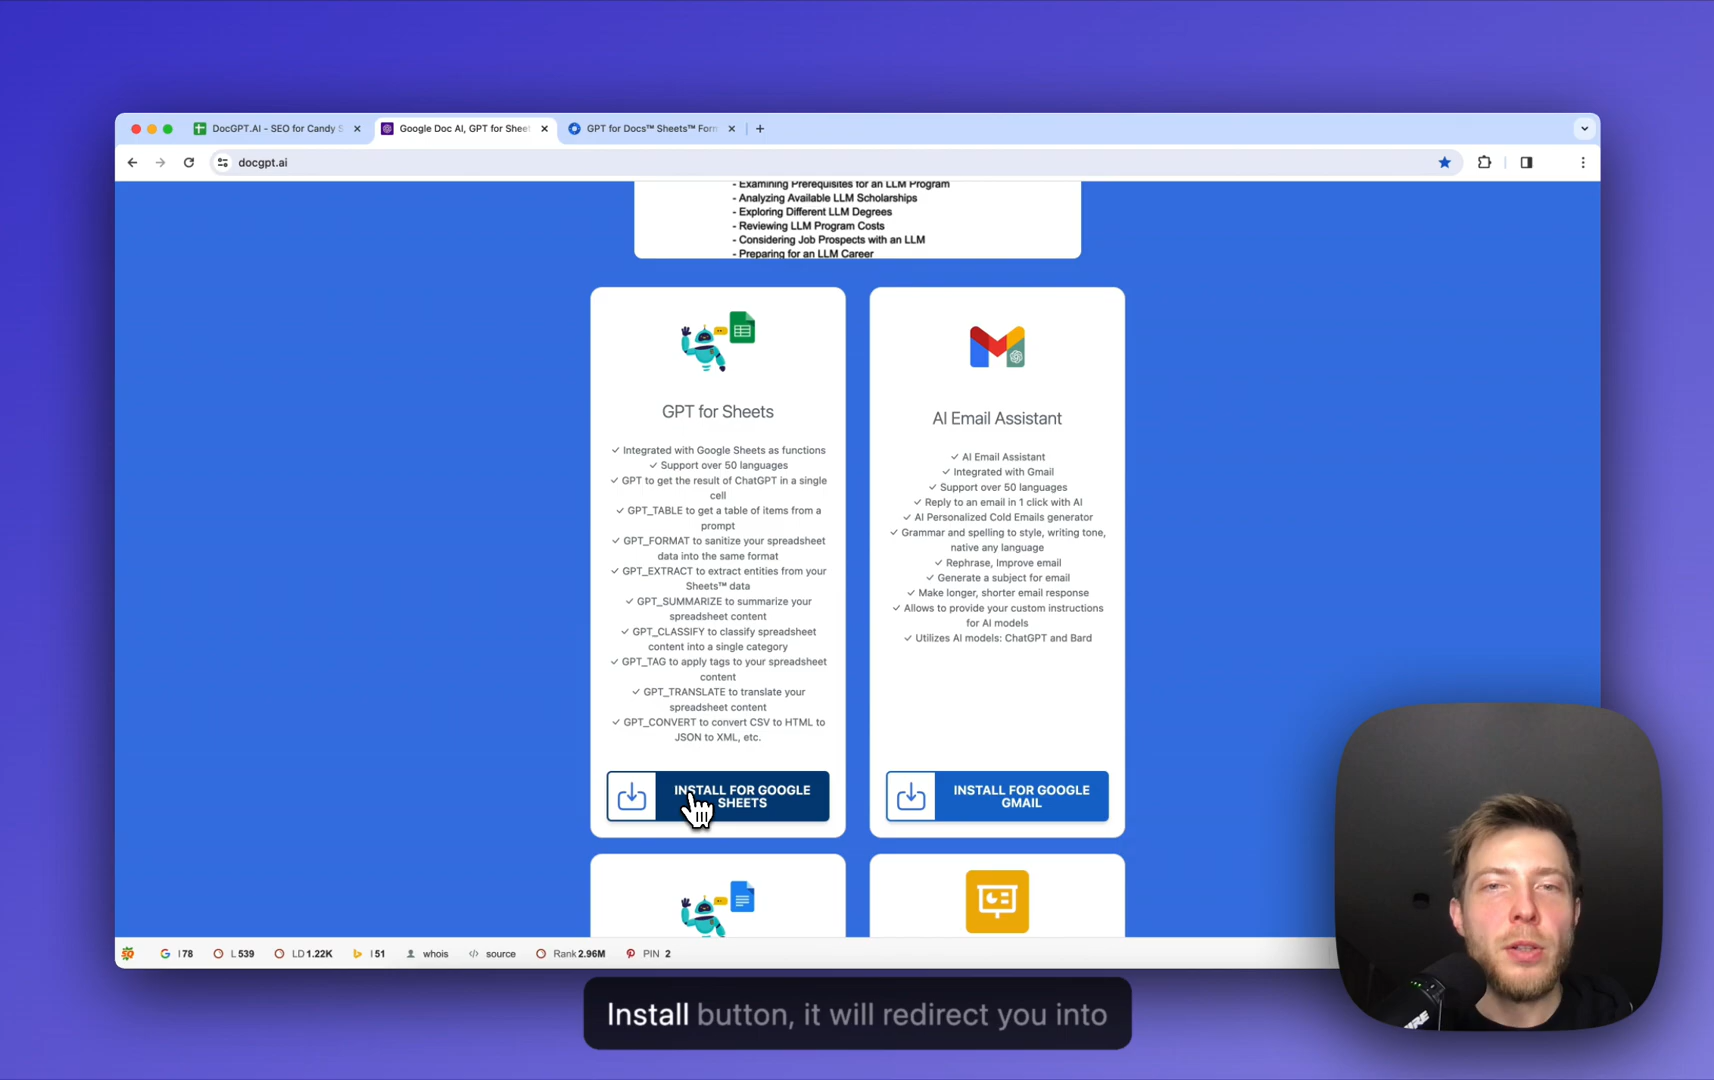 DocGPT.AI - SEO for Candy S
Google Doc AI, GPT for Sheet
GPT for Docs™ Sheets™ Form
docgpt.ai
- Examining Prerequisites for an LLM Program
- Analyzing Available LLM Scholarships
- Exploring Different LLM Degrees
- Reviewing LLM Program Costs
- Considering Job Prospects with an LLM
- Preparing for an LLM Career
GPT for Sheets
✓ Integrated with Google Sheets as functions
✓ Support over 50 languages
✓ GPT to get the result of ChatGPT in a single
cell
✓ GPT_TABLE to get a table of items from a
prompt
✓ GPT_FORMAT to sanitize your spreadsheet
data into the same format
✓ GPT_EXTRACT to extract entities from your
Sheets™ data
✓ GPT_SUMMARIZE to summarize your
spreadsheet content
✓ GPT_CLASSIFY to classify spreadsheet
content into a single category
✓ GPT_TAG to apply tags to your spreadsheet
content
✓ GPT_TRANSLATE to translate your
spreadsheet content
✓ GPT_CONVERT to convert CSV to HTML to
JSON to XML, etc.
INSTALL FOR GOOGLE
SHEETS
AI Email Assistant
✓ AI Email Assistant
✓ Integrated with Gmail
✓ Support over 50 languages
✓ Reply to an email in 1 click with AI
✓ AI Personalized Cold Emails generator
✓ Grammar and spelling to style, writing tone,
native any language
✓ Rephrase, Improve email
✓ Generate a subject for email
✓ Make longer, shorter email response
✓ Allows to provide your custom instructions
for AI models
✓ Utilizes AI models: ChatGPT and Bard
INSTALL FOR GOOGLE
GMAIL
I 78 L 539 LD 1.22K I 51 whois source Rank 2.96M PIN 2
Install button, it will redirect you into